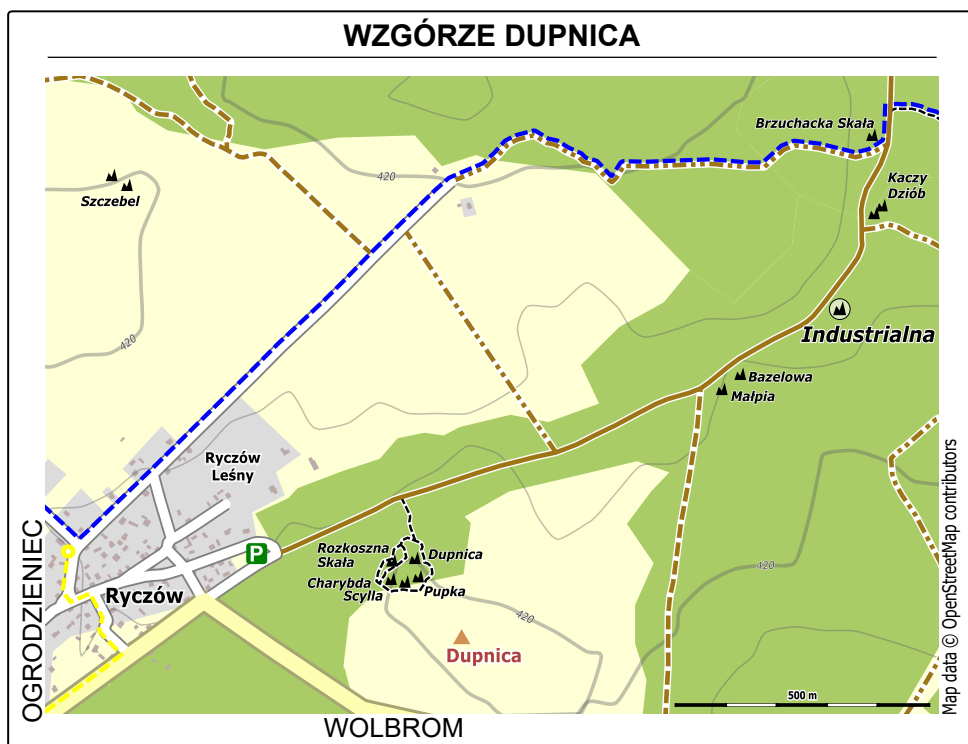 WZGÓRZE DUPNICA
Brzuchacka Skała
Kaczy
Dziób
420
Szczebel
Industrialna
420
Bazelowa
Małpia
Ryczów
Leśny
P
Rozkoszna
Skała
Dupnica
Charybda
Scylla
Pupka
420
Ryczów
420
Dupnica
500 m
OGRODZIENIEC
WOLBROM
Map data © OpenStreetMap contributors